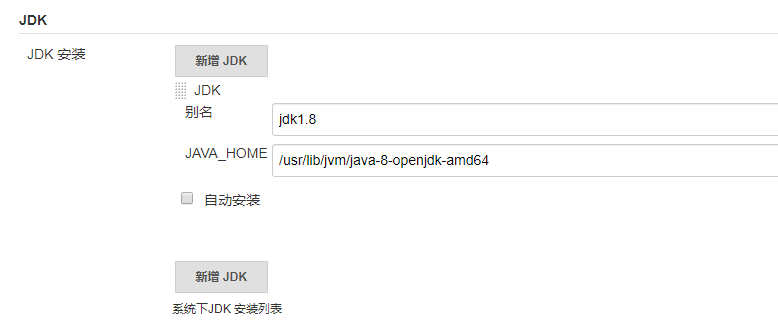 JDK
JDK 安装
新增 JDK
JDK
别名
jdk1.8
JAVA_HOME
/usr/lib/jvm/java-8-openjdk-amd64
自动安装
新增 JDK
系统下JDK 安装列表